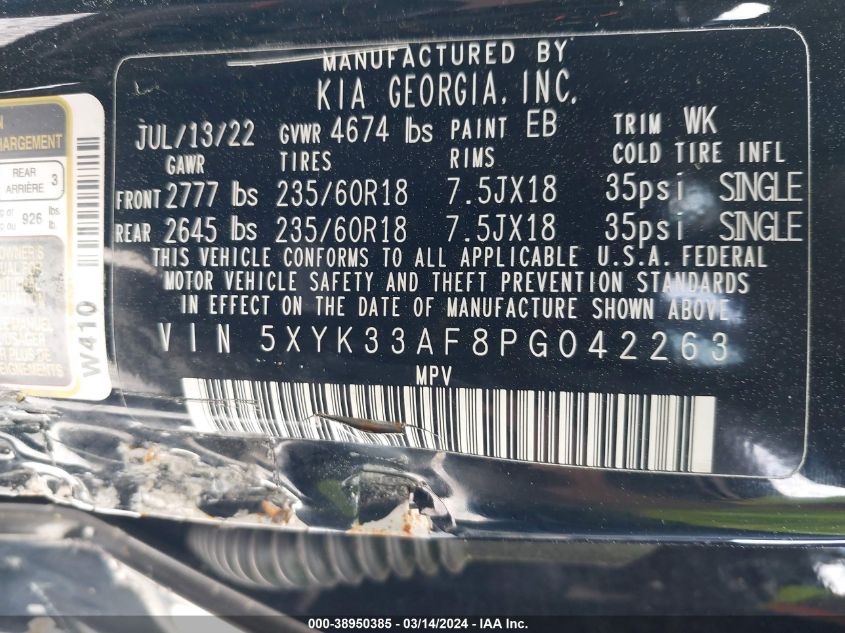 MANUFACTURED BY
KIA GEORGIA, INC.
JUL/13/22 GVWR 4674 lbs PAINT EB TRIM WK
GAWR TIRES RIMS COLD TIRE INFL
FRONT 2777 lbs 235/60R18 7.5JX18 35psi SINGLE
REAR 2645 lbs 235/60R18 7.5JX18 35psi SINGLE
THIS VEHICLE CONFORMS TO ALL APPLICABLE U.S.A. FEDERAL
MOTOR VEHICLE SAFETY AND THEFT PREVENTION STANDARDS
IN EFFECT ON THE DATE OF MANUFACTURE SHOWN ABOVE
VIN 5XYK33AF8PG042263
MPV
REAR
ARRIÈRE 3
926 lbs.
lb.
W410
000-38950385 - 03/14/2024 - IAA Inc.